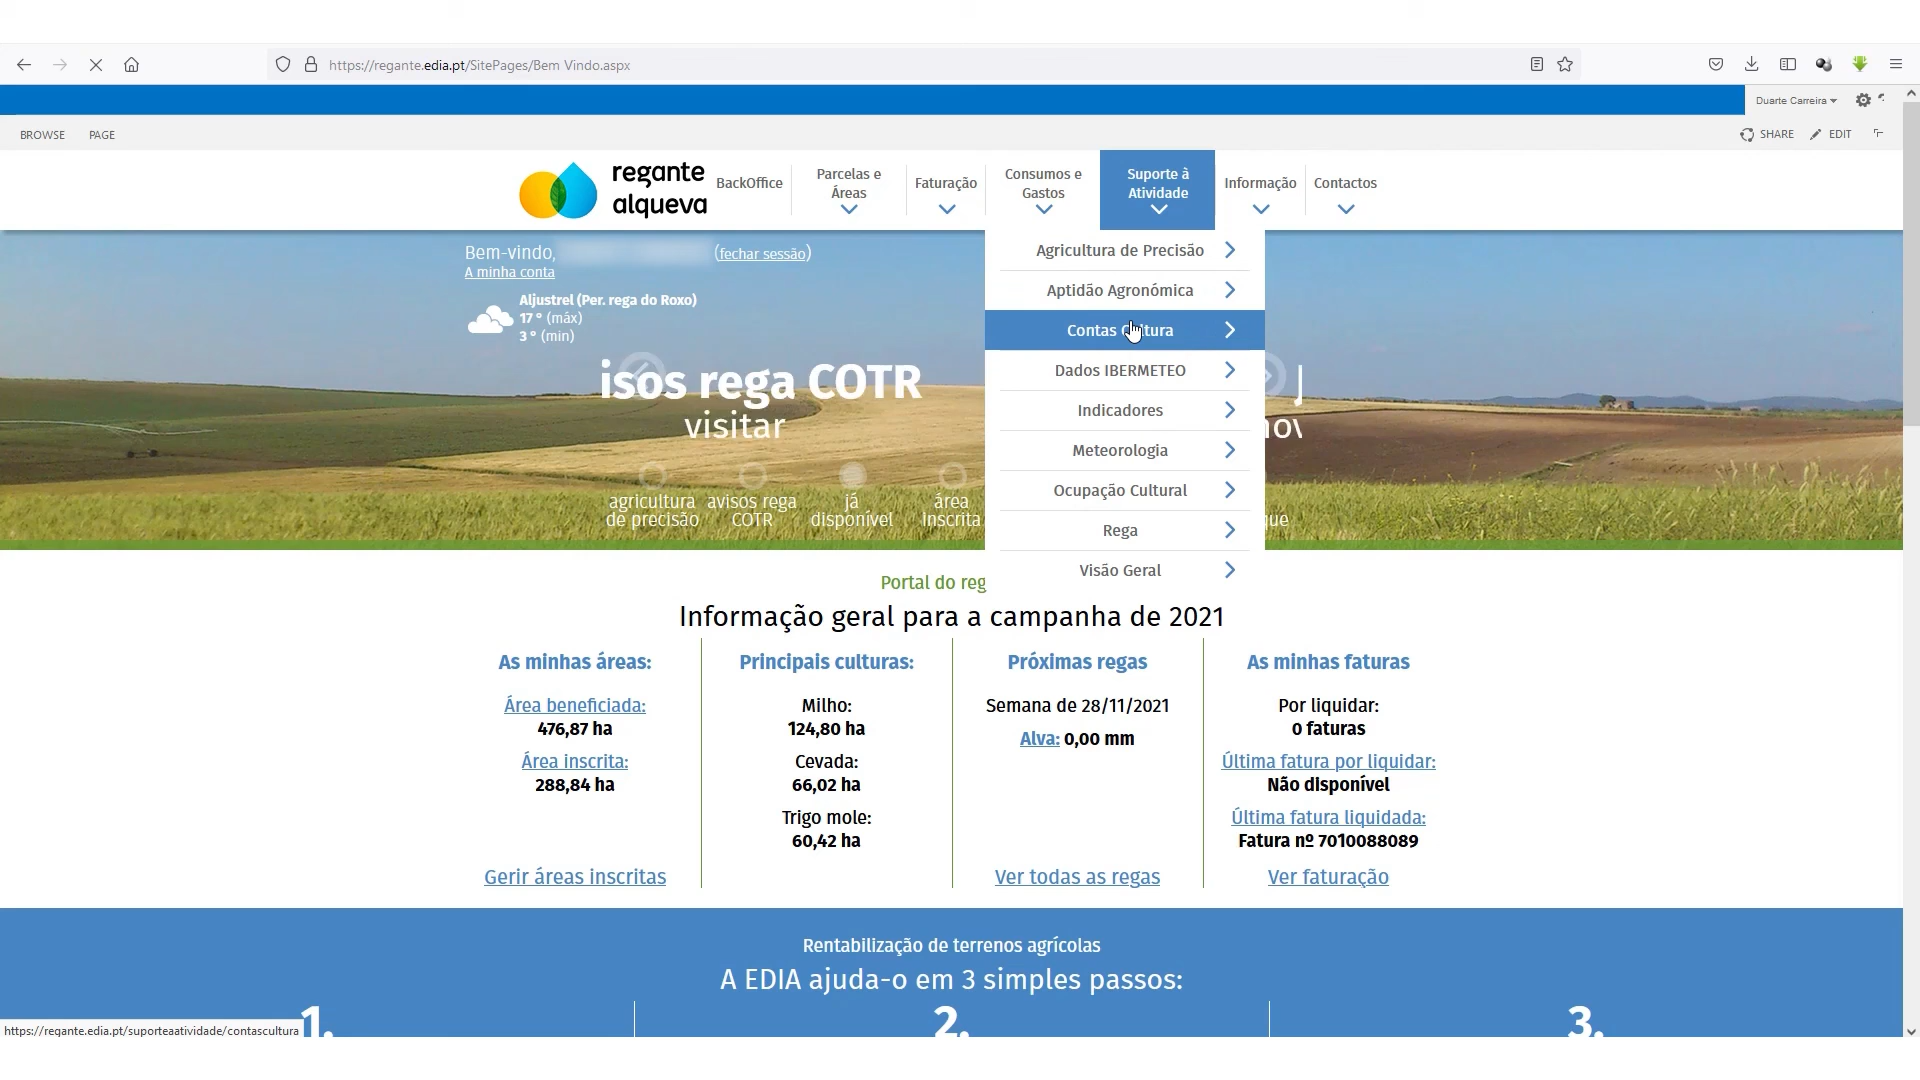 https://regante.edia.pt/SitePages/Bem Vindo.aspx
Duarte Carreira
BROWSE
PAGE
SHARE
EDIT
regante
alqueva
BackOffice
Parcelas e
Áreas
Faturação
Consumos e
Gastos
Suporte à
Atividade
Informação
Contactos
Bem-vindo,
(fechar sessão)
A minha conta
Aljustrel (Per. rega do Roxo)
17 º (máx)
3 º (min)
isos rega COTR
visitar
agricultura
de precisão
avisos rega
COTR
já
disponível
área
inscrita
Agricultura de Precisão
Aptidão Agronómica
Contas
Dados IBERMETEO
Indicadores
Meteorologia
Ocupação Cultural
Rega
Visão Geral
Portal do reg
Informação geral para a campanha de 2021
As minhas áreas:
Área beneficiada:
476,87 ha
Área inscrita:
288,84 ha
Gerir áreas inscritas
Principais culturas:
Milho:
124,80 ha
Cevada:
66,02 ha
Trigo mole:
60,42 ha
Próximas regas
Semana de 28/11/2021
Alva: 0,00 mm
Ver todas as regas
As minhas faturas
Por liquidar:
0 faturas
Última fatura por liquidar:
Não disponível
Última fatura liquidada:
Fatura nº 7010088089
Ver faturação
Rentabilização de terrenos agrícolas
A EDIA ajuda-o em 3 simples passos:
1.
2.
3.
https://regante.edia.pt/suporteaatividade/contascultura